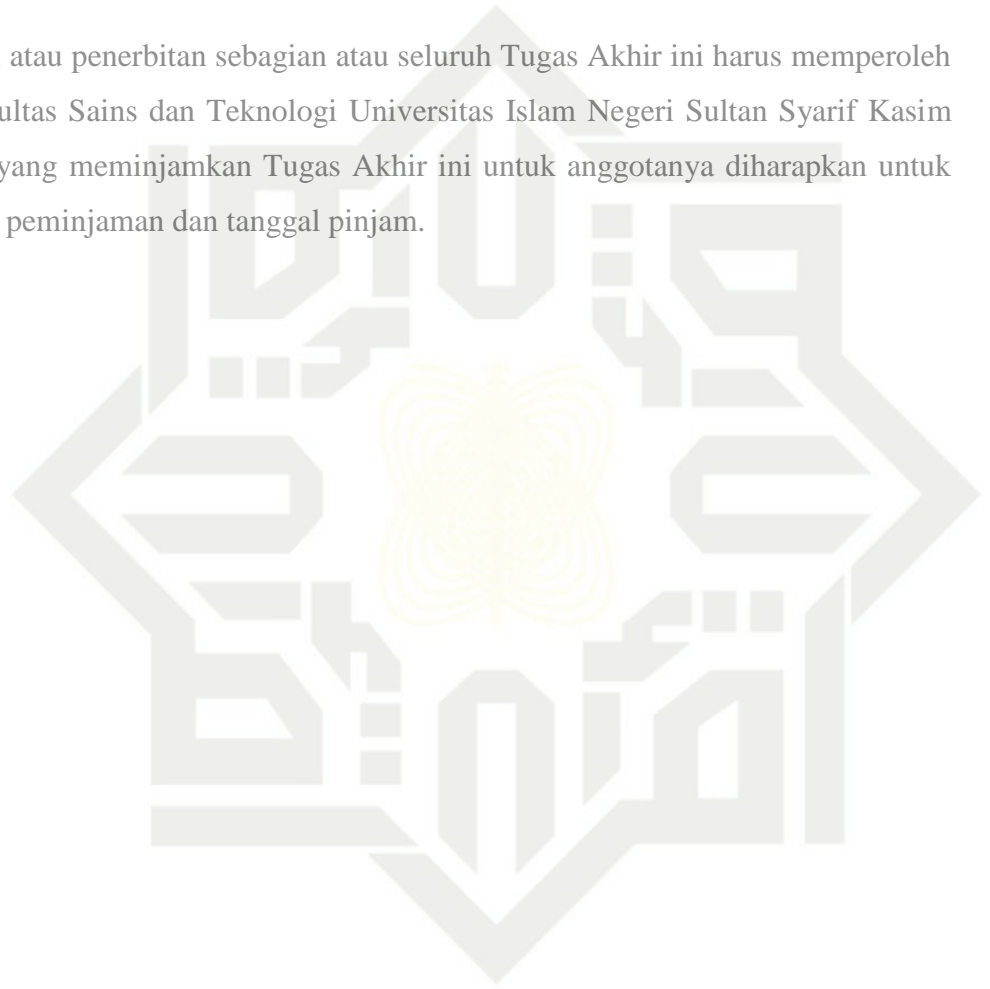 atau penerbitan sebagian atau seluruh Tugas Akhir ini harus memperoleh
ultas Sains dan Teknologi Universitas Islam Negeri Sultan Syarif Kasim
yang meminjamkan Tugas Akhir ini untuk anggotanya diharapkan untuk
peminjaman dan tanggal pinjam.